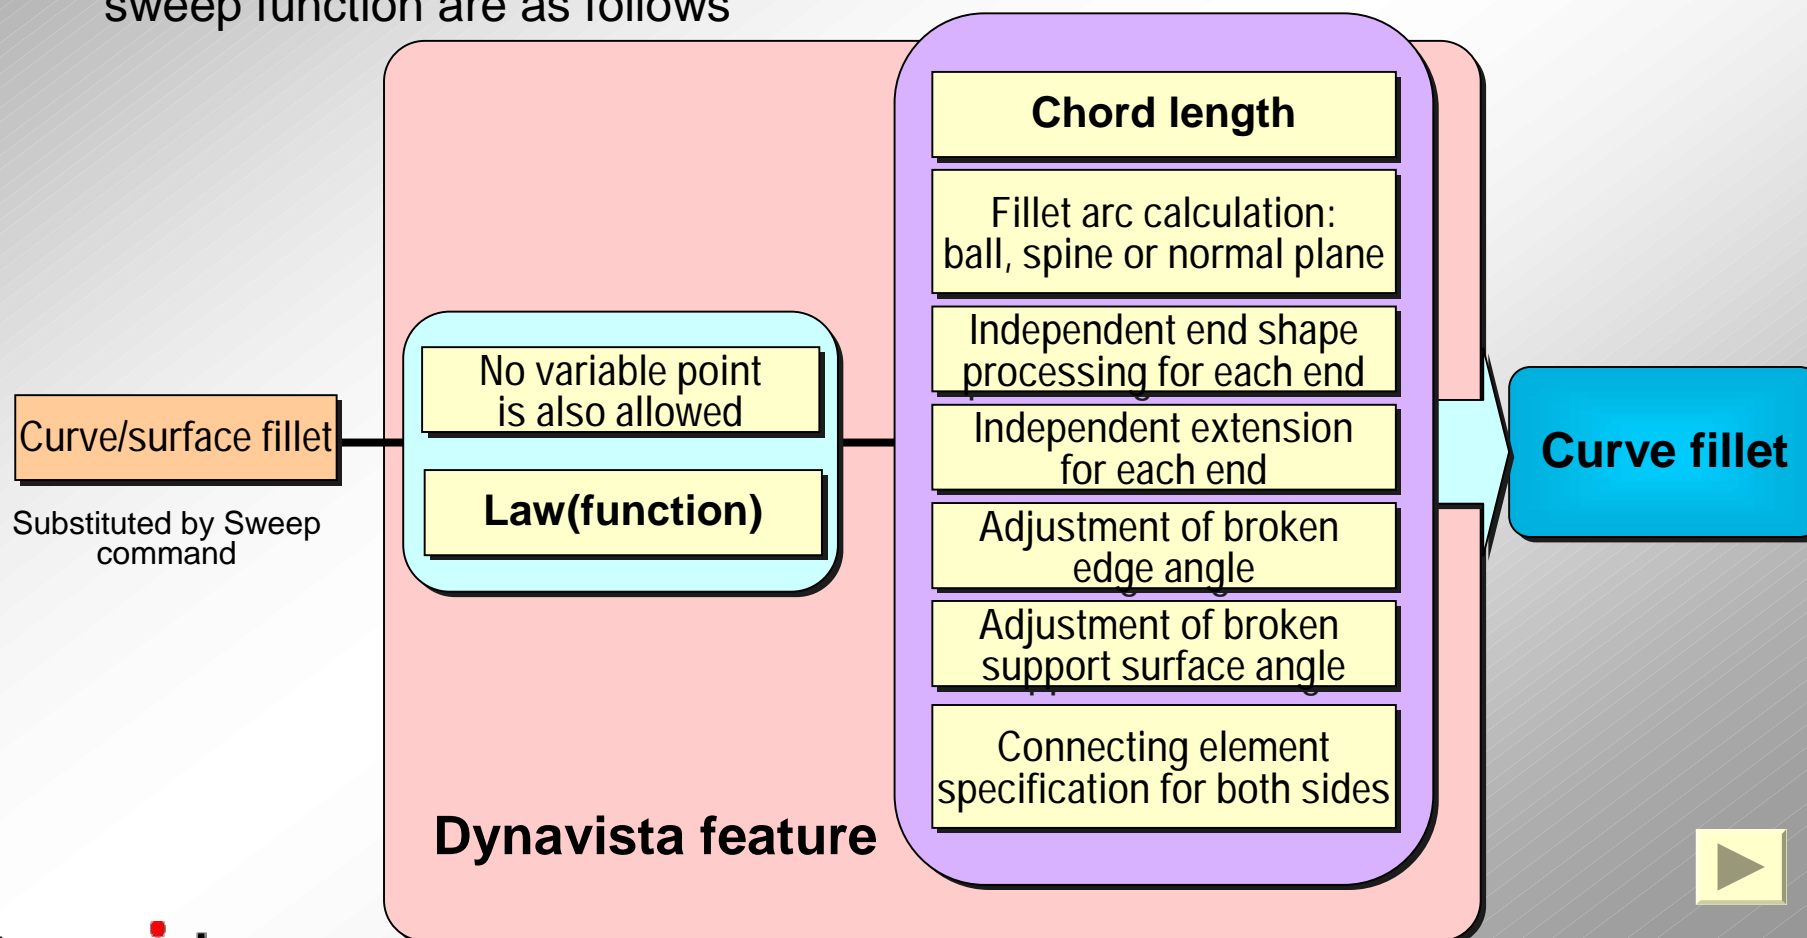 sweep function are as follows
Chord length
Fillet arc calculation:
ball, spine or normal plane
Independent end shape
processing for each end
No variable point
is also allowed
Independent extension
for each end
Curve/surface fillet
Curve fillet
Law(function)
Substituted by Sweep
command
Adjustment of broken
edge angle
Adjustment of broken
support surface angle
Connecting element
specification for both sides
Dynavista feature